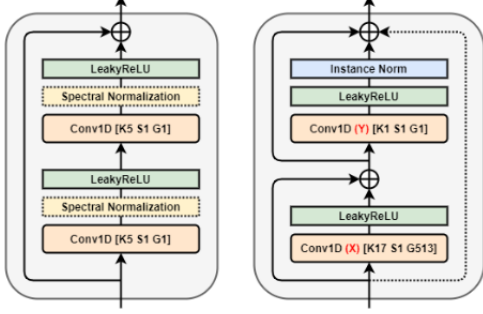 LeakyReLU
Spectral Normalization
Conv1D [K5 S1 G1]
LeakyReLU
Spectral Normalization
Conv1D [K5 S1 G1]
Instance Norm
LeakyReLU
Conv1D (Y) [K1 S1 G1]
LeakyReLU
Conv1D (X) [K17 S1 G513]